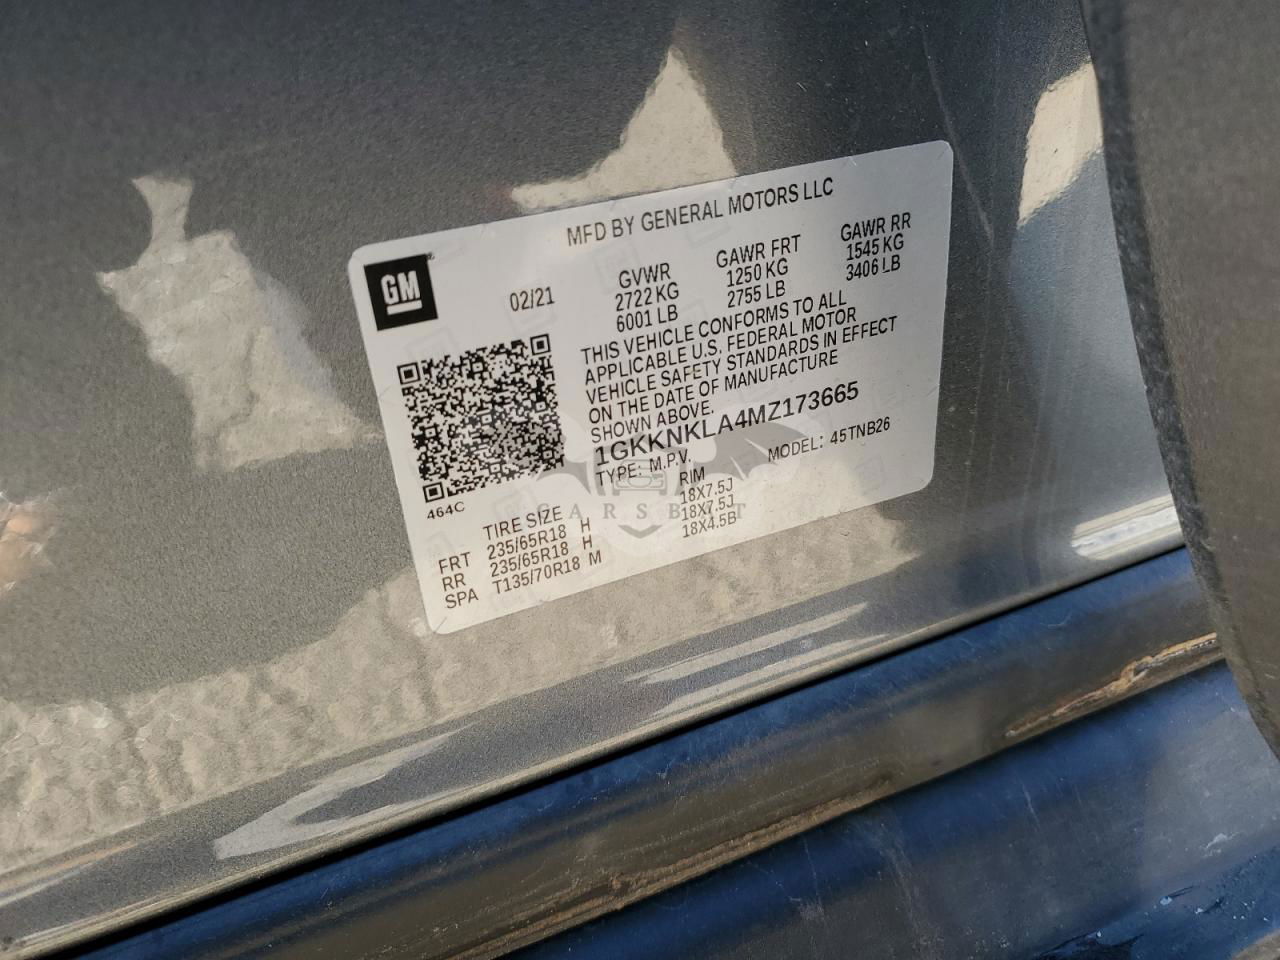 MFD BY GENERAL MOTORS LLC
GM
02/21
GVWR GAWR FRT GAWR RR
2722 KG 1250 KG 1545 KG
6001 LB 2755 LB 3406 LB
THIS VEHICLE CONFORMS TO ALL
APPLICABLE U.S. FEDERAL MOTOR
VEHICLE SAFETY STANDARDS IN EFFECT
ON THE DATE OF MANUFACTURE
SHOWN ABOVE.
1GKKNKLA4MZ173665
TYPE: M.P.V. MODEL: 45TNB26
464C
TIRE SIZE RIM
FRT 235/65R18 H 18X7.5J
RR 235/65R18 H 18X7.5J
SPA T135/70R18 M 18X4.5B